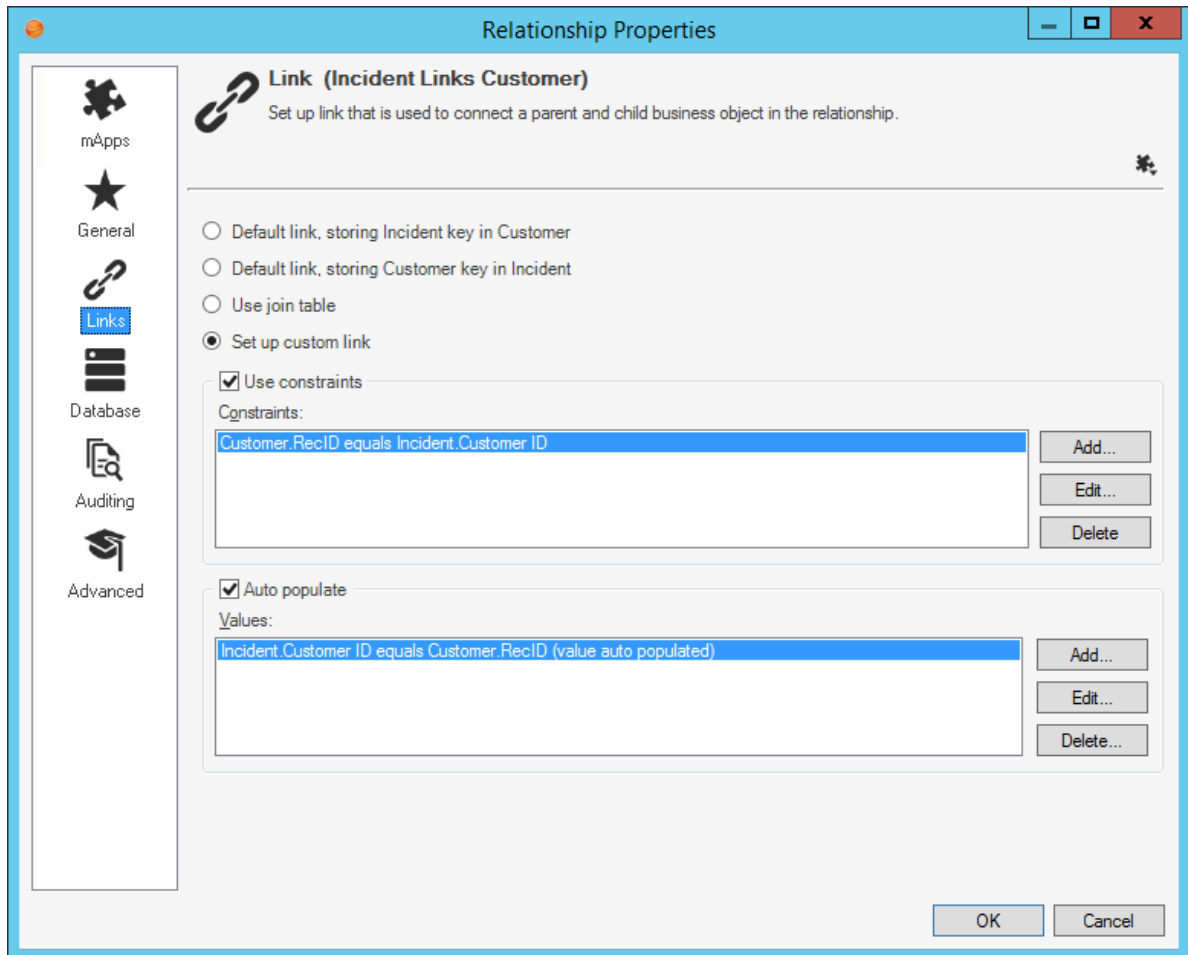 Relationship Properties
X
mApps
General
Links
Database
Auditing
Advanced
Link (Incident Links Customer)
Set up link that is used to connect a parent and child business object in the relationship.
Default link, storing Incident key in Customer
Default link, storing Customer key in Incident
Use join table
Set up custom link
Use constraints
Constraints:
Customer.RecID equals Incident.Customer ID
Add...
Edit...
Delete
Auto populate
Values:
Incident.Customer ID equals Customer.RecID (value auto populated)
Add...
Edit...
Delete...
OK
Cancel